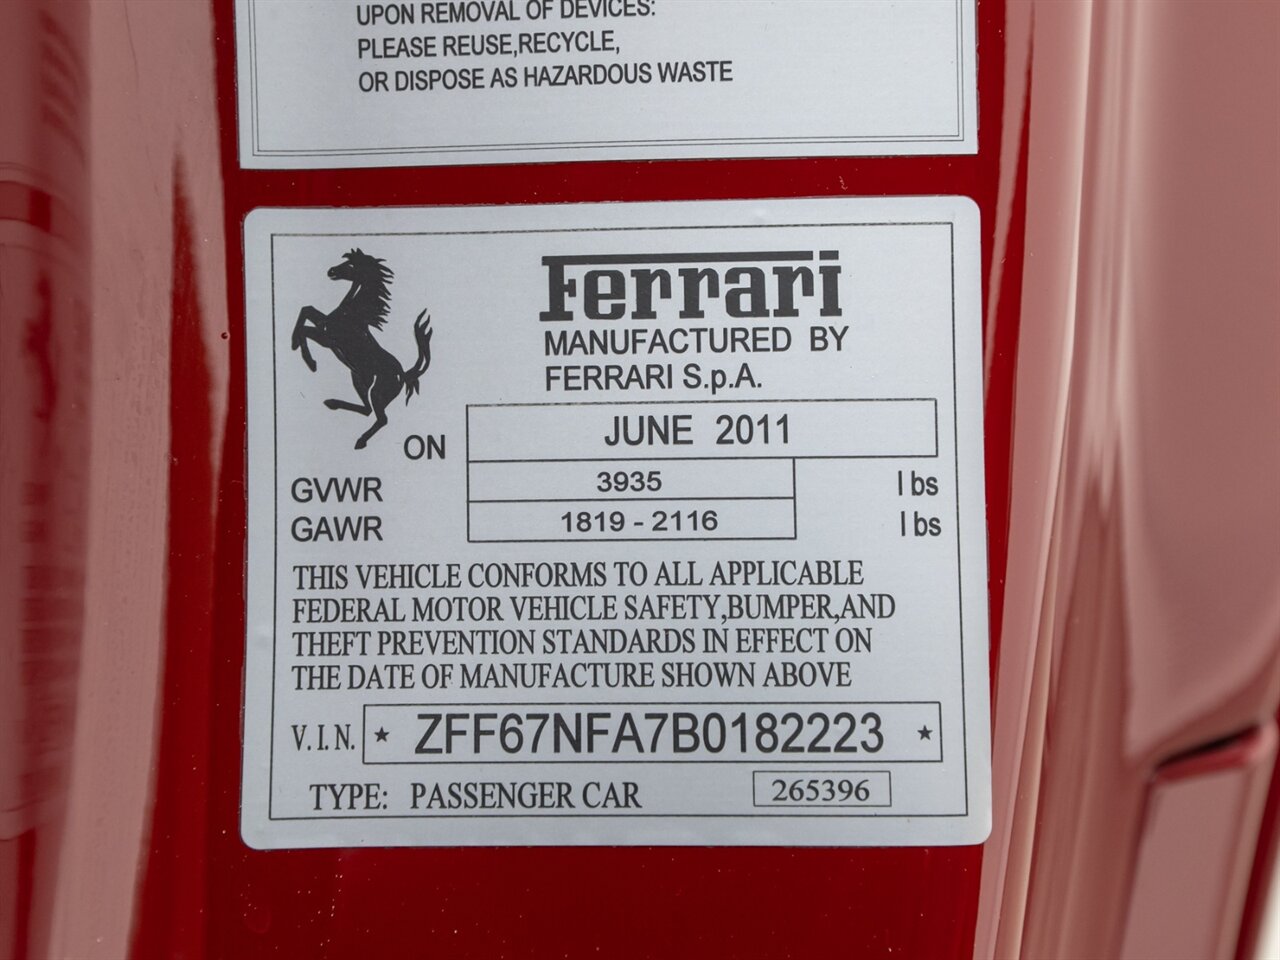 UPON REMOVAL OF DEVICES:
PLEASE REUSE,RECYCLE,
OR DISPOSE AS HAZARDOUS WASTE
Ferrari
MANUFACTURED BY
FERRARI S.p.A.
ON JUNE 2011
GVWR 3935 lbs
GAWR 1819 - 2116 lbs
THIS VEHICLE CONFORMS TO ALL APPLICABLE
FEDERAL MOTOR VEHICLE SAFETY,BUMPER,AND
THEFT PREVENTION STANDARDS IN EFFECT ON
THE DATE OF MANUFACTURE SHOWN ABOVE
V.I.N. ★ ZFF67NFA7B0182223 ★
TYPE: PASSENGER CAR 265396